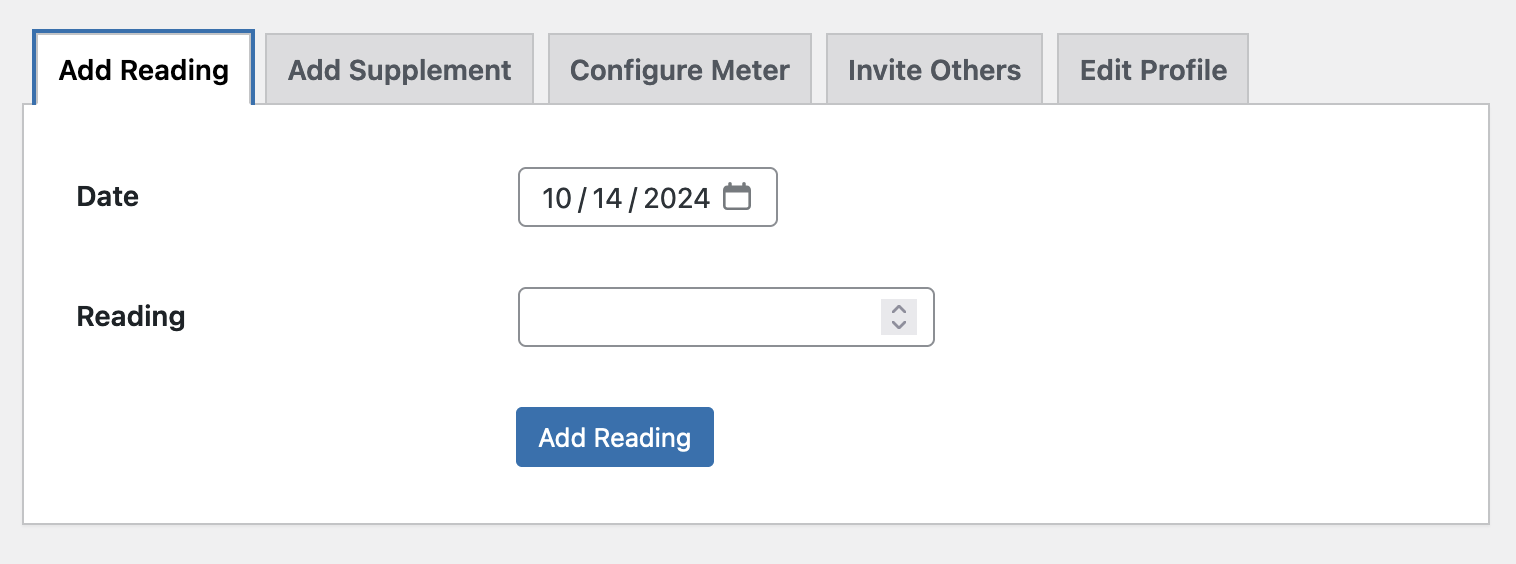 Add Reading Add Supplement Configure Meter Invite Others Edit Profile
Date 10/14/2024
Reading
Add Reading